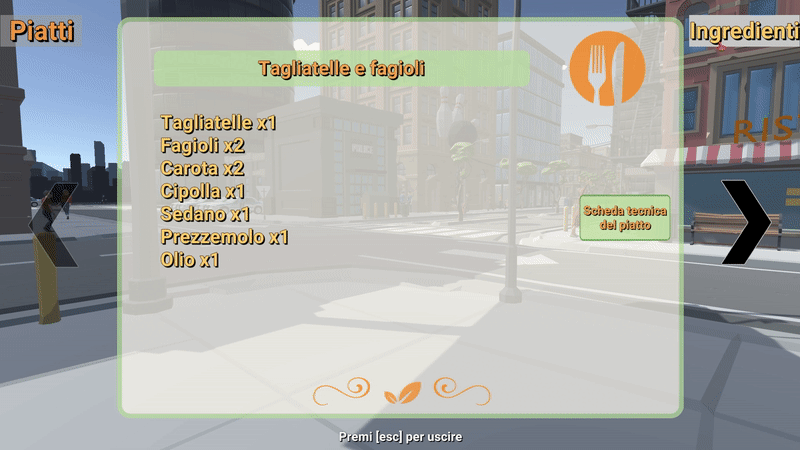 Piatti
Ingredienti
Tagliatelle e fagioli
Tagliatelle x1
Fagioli x2
Carota x2
Cipolla x1
Sedano x1
Prezzemolo x1
Olio x1
Scheda tecnica
del piatto
RIS
Premi [esc] per uscire